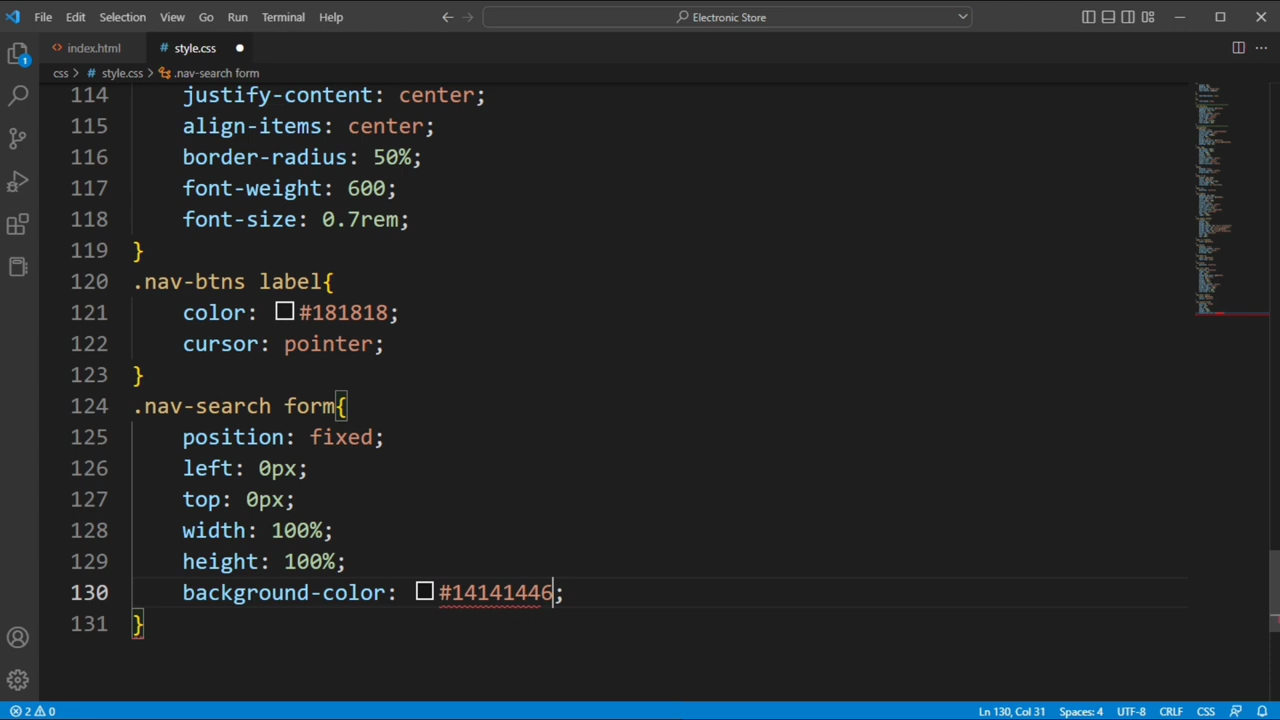 File Edit Selection View Go Run Terminal Help Electronic Store
index.html # style.css
css > # style.css > .nav-search form
114 justify-content: center;
115 align-items: center;
116 border-radius: 50%;
117 font-weight: 600;
118 font-size: 0.7rem;
119 }
120 .nav-btns label{
121 color: #181818;
122 cursor: pointer;
123 }
124 .nav-search form{
125 position: fixed;
126 left: 0px;
127 top: 0px;
128 width: 100%;
129 height: 100%;
130 background-color: #14141446;
131 }
1
2 0 Ln 130, Col 31 Spaces: 4 UTF-8 CRLF CSS